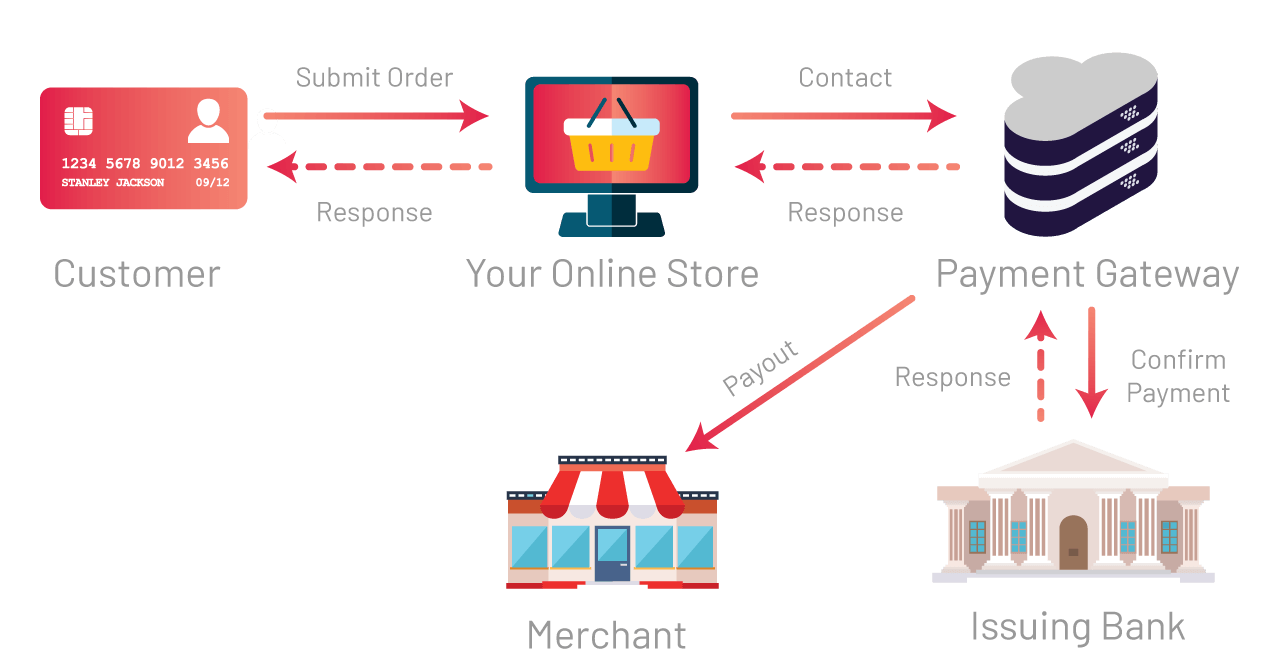 Submit Order
Contact
1234 5678 9012 3456
STANLEY JACKSON 09/12
Response
Response
Customer
Your Online Store
Payment Gateway
Payout
Response
Confirm
Payment
Merchant
Issuing Bank